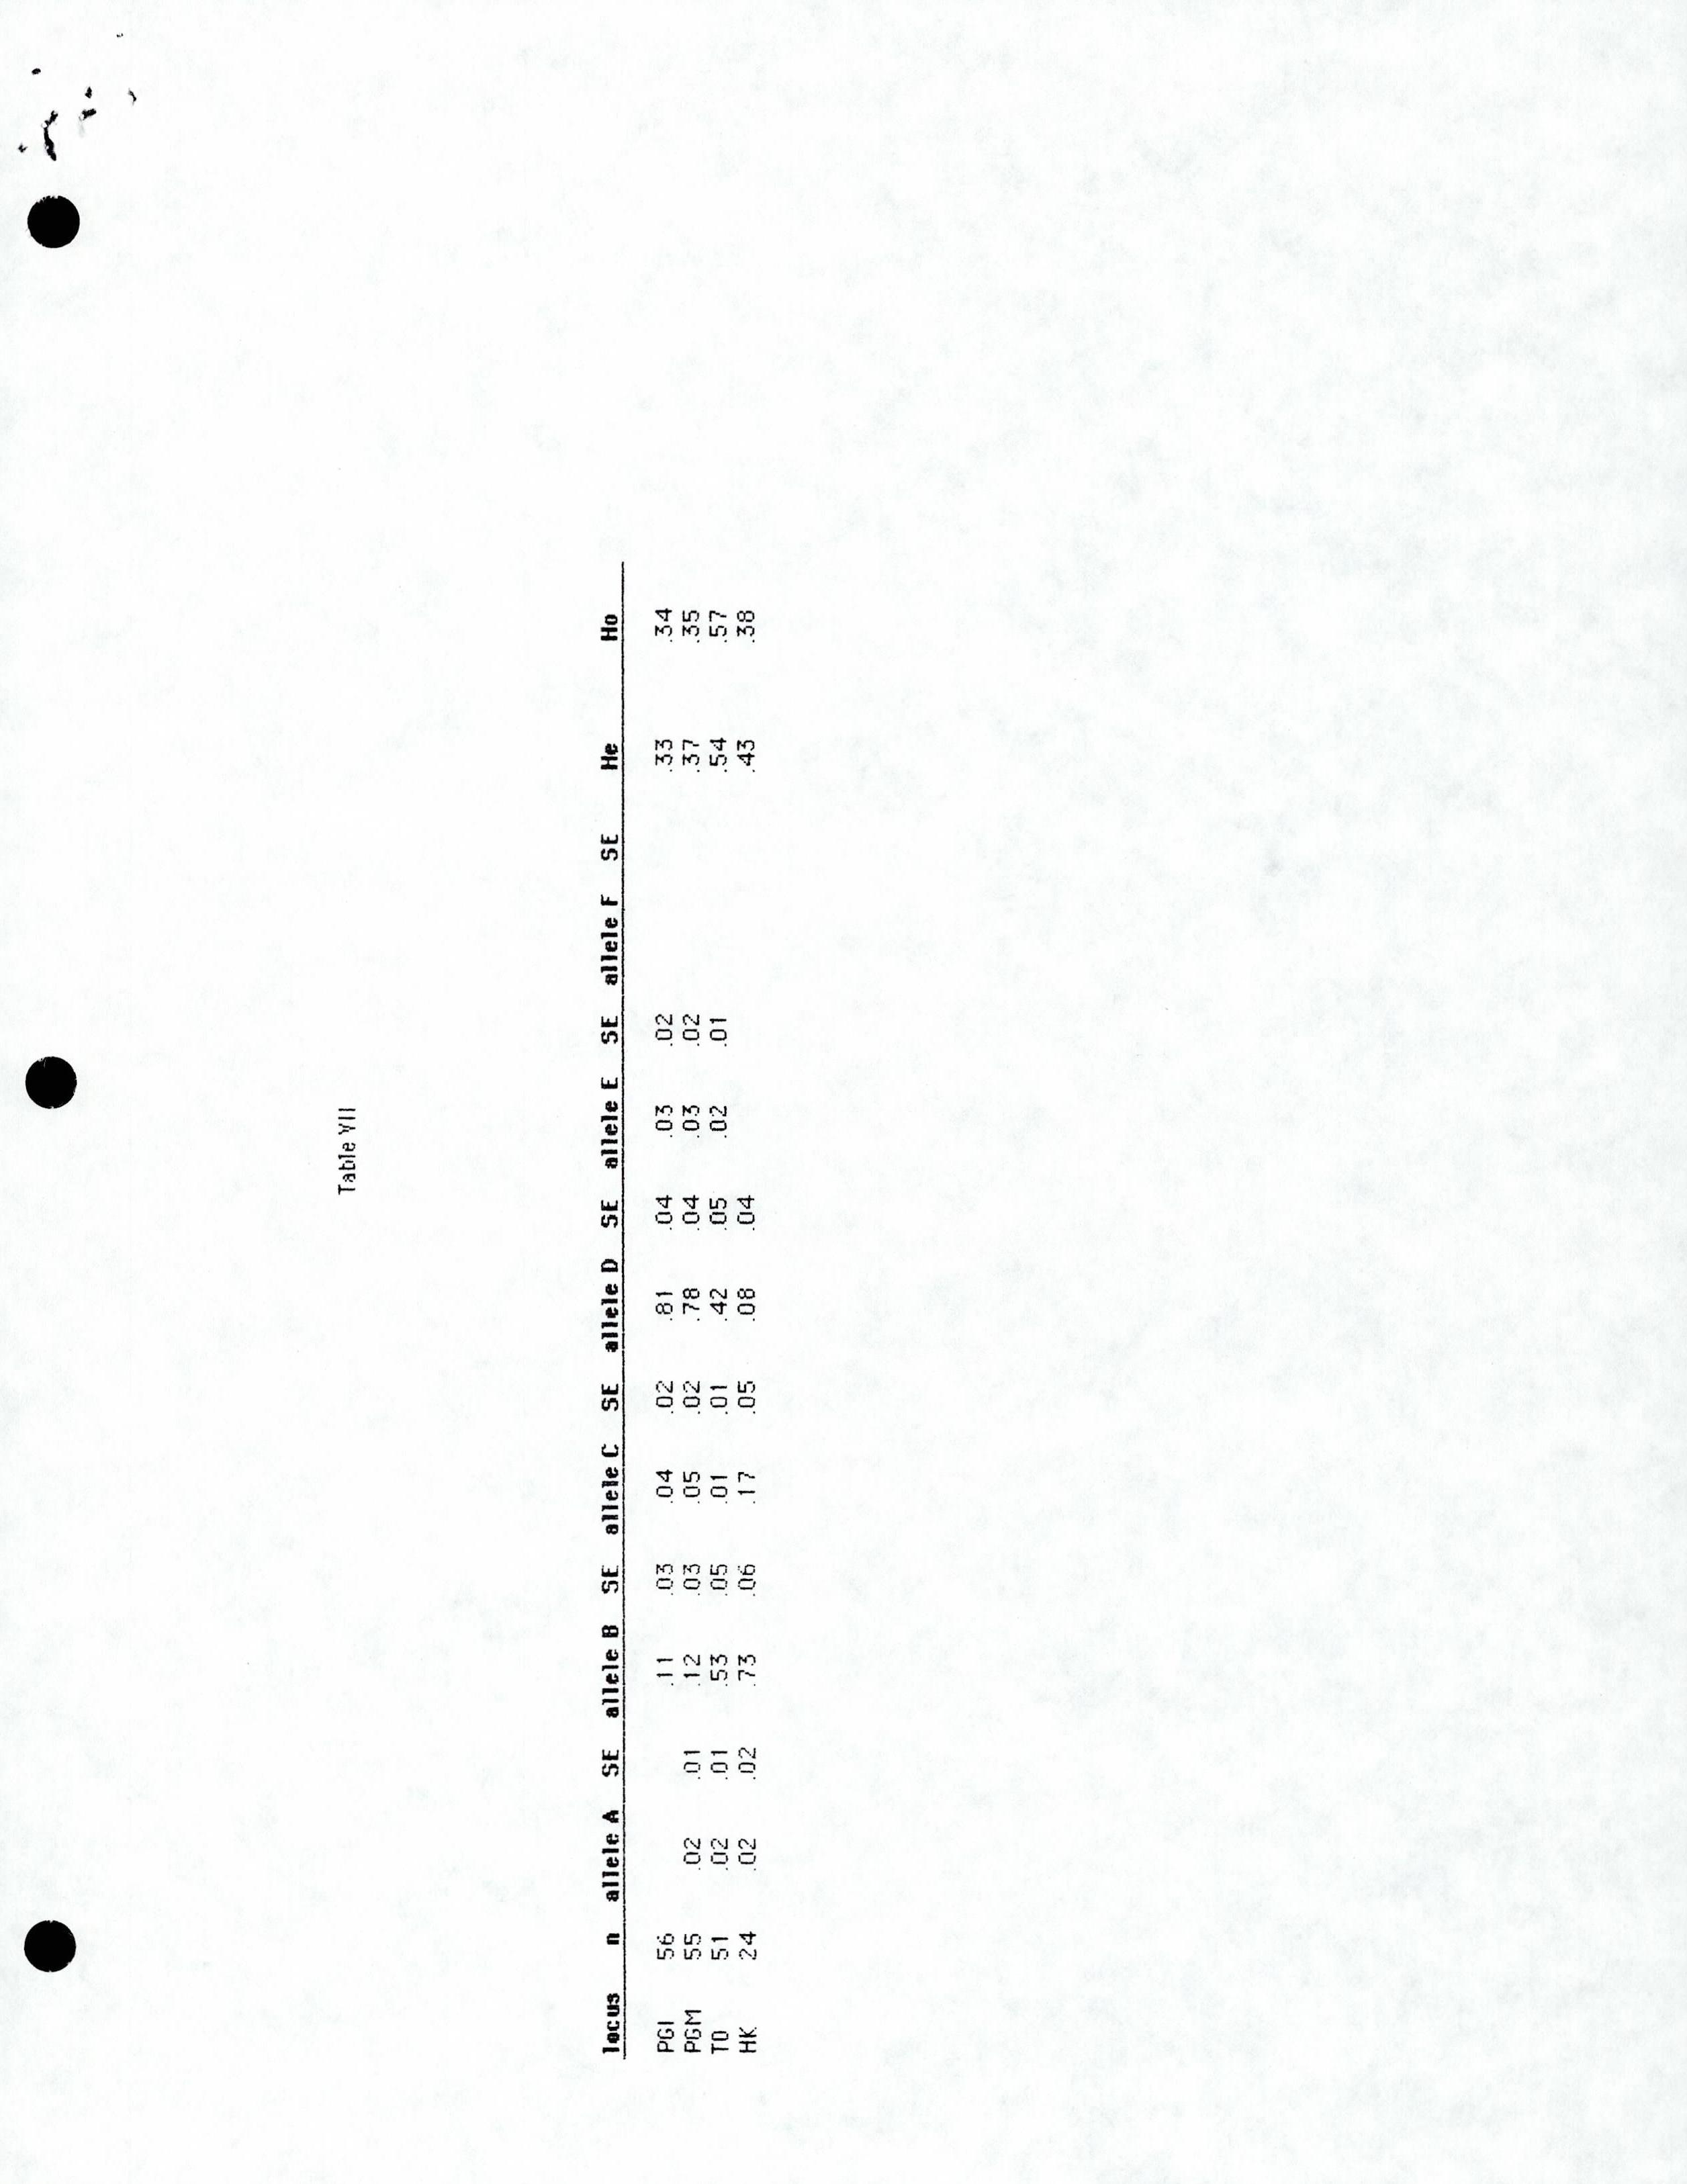 Table VII
locus n allele A SE allele B SE allele C SE allele D SE allele E SE allele F SE He Ho
PGI 56 .11 .03 .04 .02 .81 .04 .03 .02 .33 .34
PGM 55 .02 .01 .12 .03 .05 .02 .78 .04 .03 .02 .37 .35
TO 51 .02 .01 .53 .05 .01 .01 .42 .05 .02 .01 .54 .57
HK 24 .02 .02 .73 .06 .17 .05 .08 .04 .43 .38